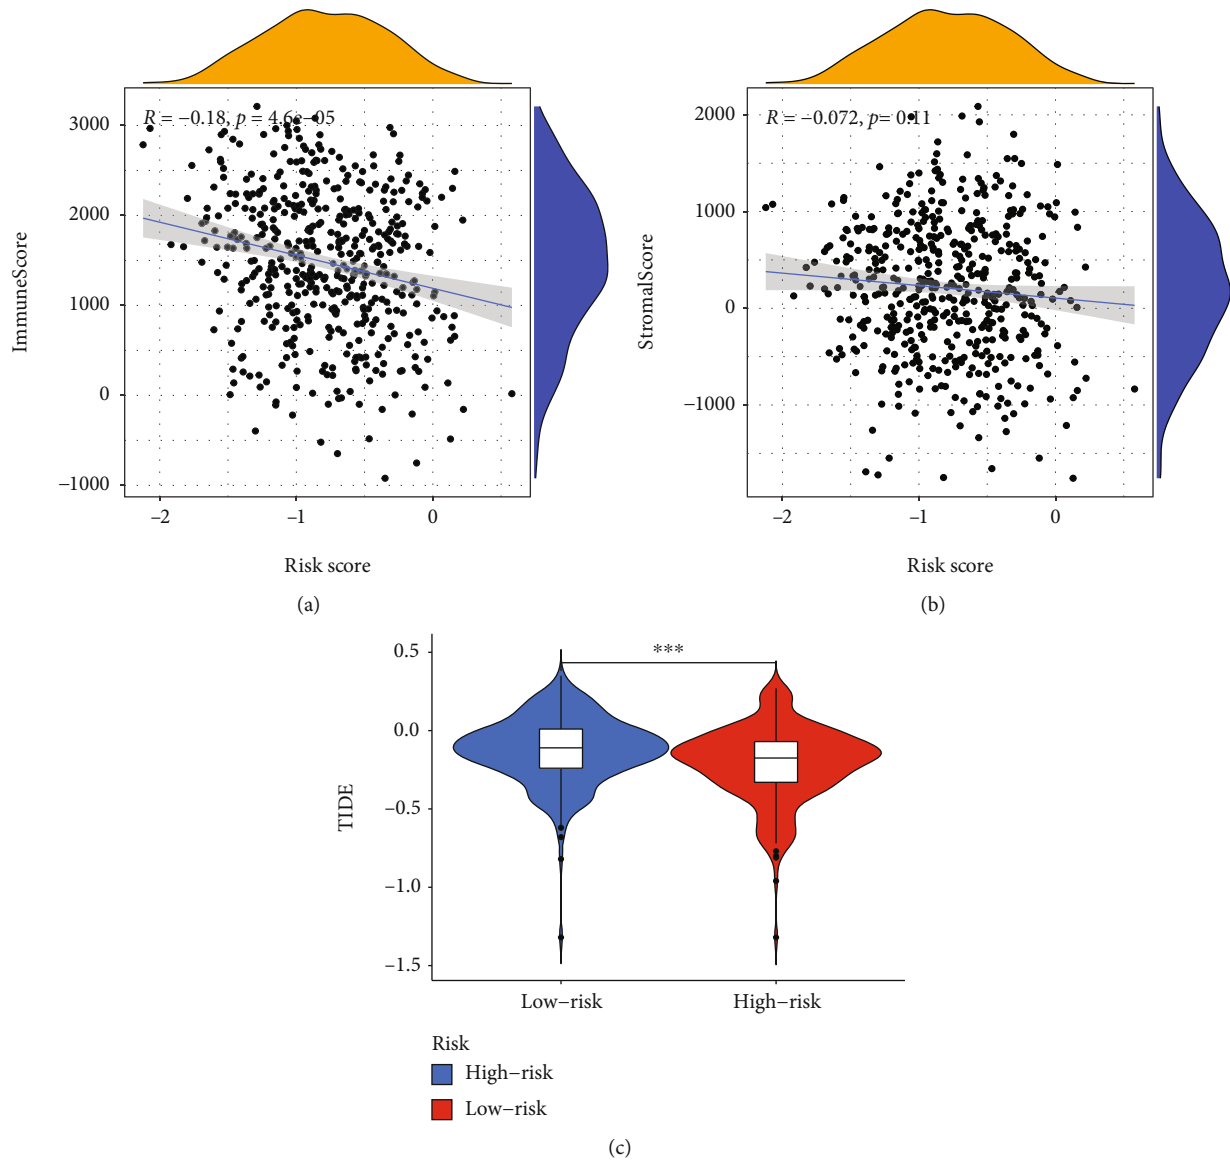 R = −0.18, p = 4.6e−05
3000
2000
1000
0
−1000
ImmuneScore
−2
−1
0
Risk score
(a)
R = −0.072, p= 0.11
2000
1000
0
−1000
StromalScore
−2
−1
0
Risk score
(b)
***
0.5
0.0
−0.5
−1.0
−1.5
TIDE
Low−risk
High−risk
Risk
High−risk
Low−risk
(c)